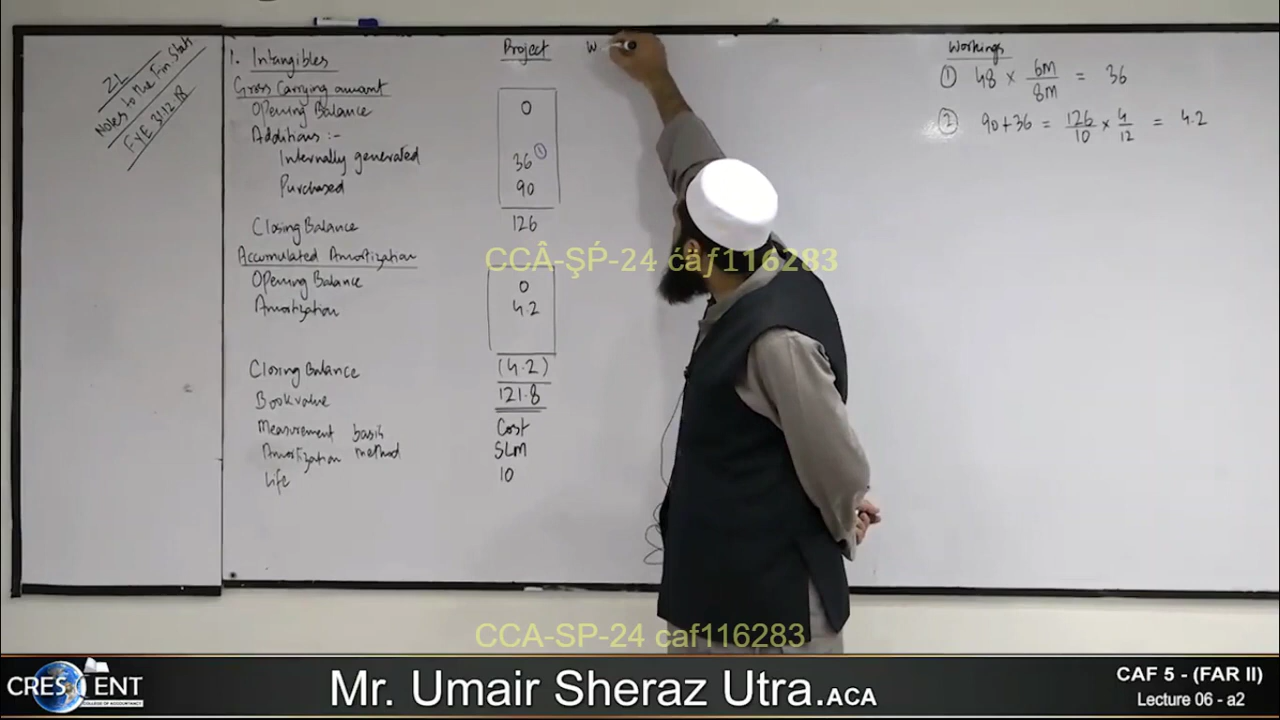 ZL
Notes to the Fin Stats
FYE 31.12.18
1. Intangibles Project W
Gross Carrying amount
Opening Balance 0
Additions :-
Internally generated 36 ①
Purchased 90
Closing Balance 126
Accumulated Amortization
Opening Balance 0
Amortization 4.2
Closing Balance (4.2)
Book value 121.8
Measurement basis Cost
Amortization method SLM
Life 10
Workings
① 48 × 6M / 8M = 36
② 90+36 = 126/10 × 4/12 = 4.2
CCÂ-ŞṔ-24 ćäƒ116283
CCA-SP-24 caf116283
CRESCENT
COLLEGE OF ACCOUNTANCY
Mr. Umair Sheraz Utra.ACA
CAF 5 - (FAR II)
Lecture 06 - a2